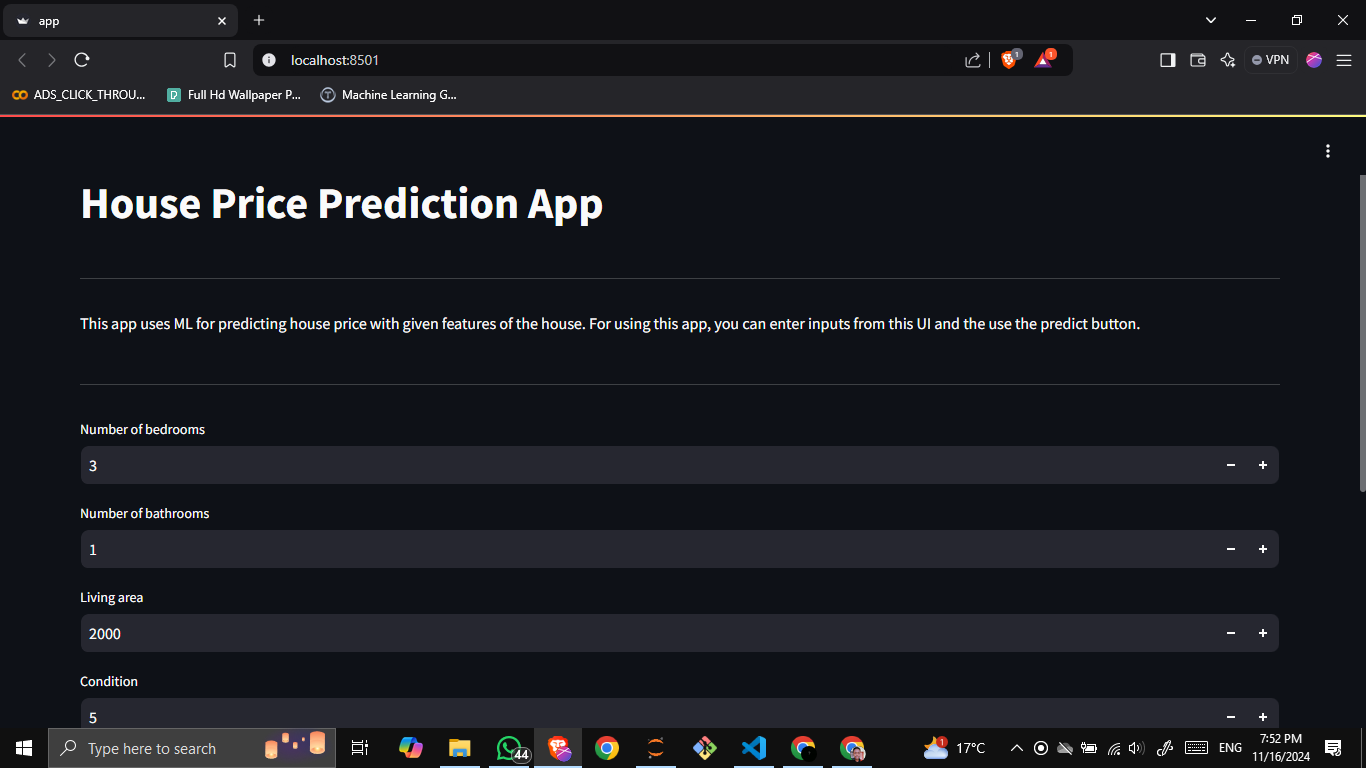 app
localhost:8501
1
1
VPN
ADS_CLICK_THROU...
Full Hd Wallpaper P...
Machine Learning G...
House Price Prediction App
This app uses ML for predicting house price with given features of the house. For using this app, you can enter inputs from this UI and the use the predict button.
Number of bedrooms
3
Number of bathrooms
1
Living area
2000
Condition
5
Type here to search
44
1
17°C
ENG
7:52 PM
11/16/2024